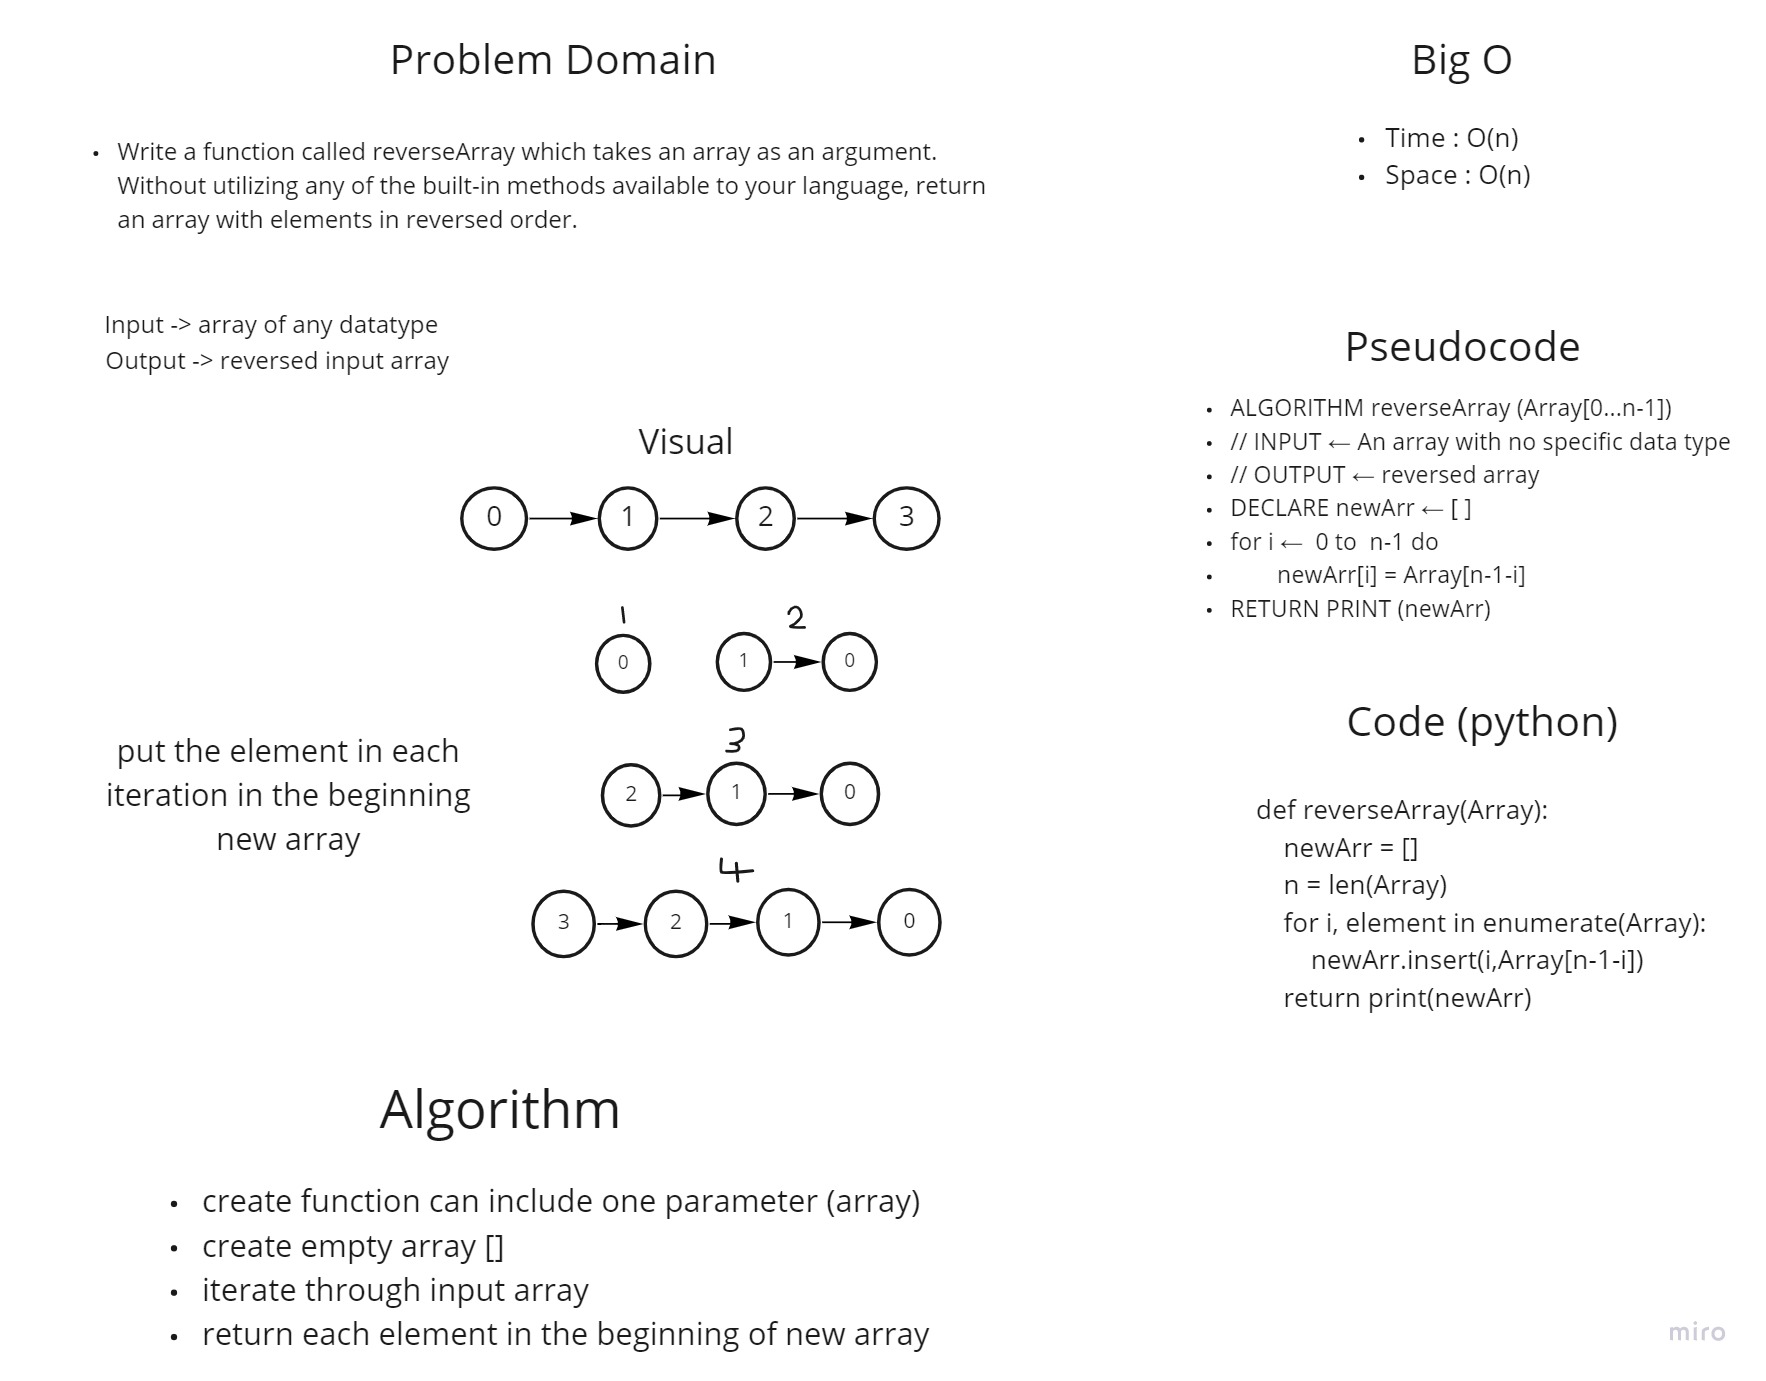 Problem Domain
• Write a function called reverseArray which takes an array as an argument.
Without utilizing any of the built-in methods available to your language, return
an array with elements in reversed order.
Input -> array of any datatype
Output -> reversed input array
Visual
0 1 2 3
1 2
0 1 0
3
2 1 0
4
3 2 1 0
put the element in each
iteration in the beginning
new array
Algorithm
• create function can include one parameter (array)
• create empty array []
• iterate through input array
• return each element in the beginning of new array
Big O
• Time : O(n)
• Space : O(n)
Pseudocode
• ALGORITHM reverseArray (Array[0...n-1])
• // INPUT ← An array with no specific data type
• // OUTPUT ← reversed array
• DECLARE newArr ← [ ]
• for i ← 0 to n-1 do
• newArr[i] = Array[n-1-i]
• RETURN PRINT (newArr)
Code (python)
def reverseArray(Array):
newArr = []
n = len(Array)
for i, element in enumerate(Array):
newArr.insert(i,Array[n-1-i])
return print(newArr)
miro